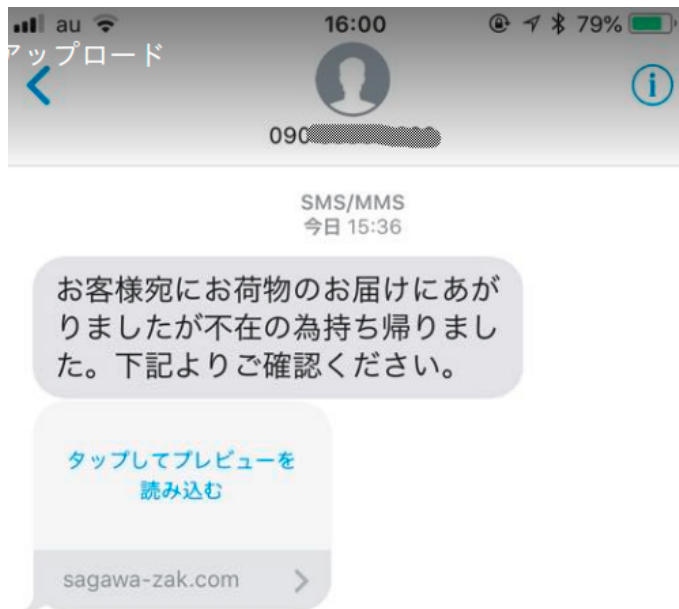 au
16:00
79%
アップロード
090
SMS/MMS
今日 15:36
お客様宛にお荷物のお届けにあが
りましたが不在の為持ち帰りまし
た。下記よりご確認ください。
タップしてプレビューを
読み込む
sagawa-zak.com